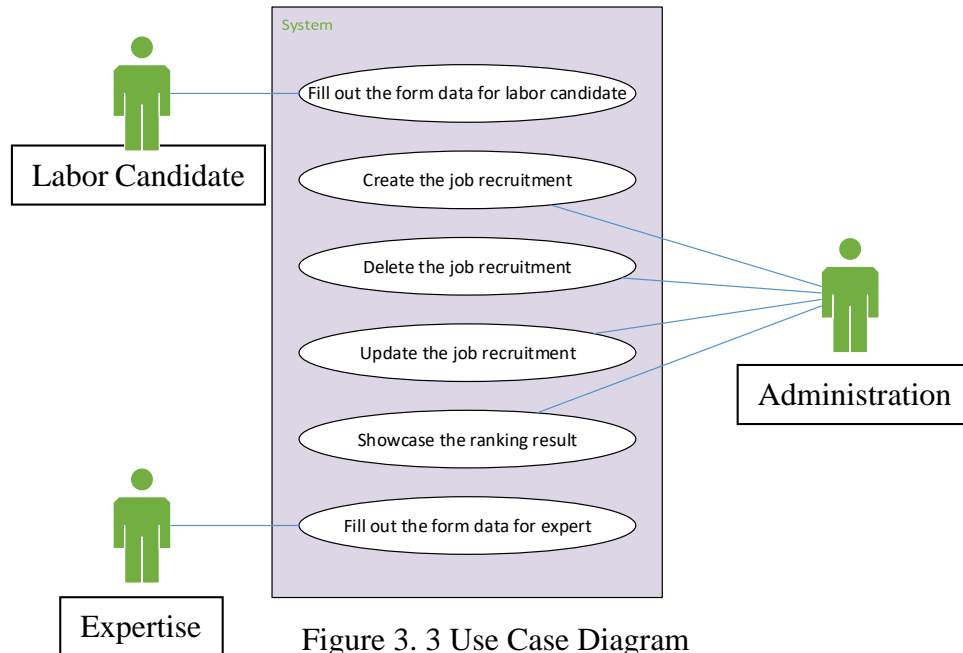 System
Fill out the form data for labor candidate
Labor Candidate
Create the job recruitment
Delete the job recruitment
Update the job recruitment
Administration
Showcase the ranking result
Fill out the form data for expert
Expertise
Figure 3. 3 Use Case Diagram